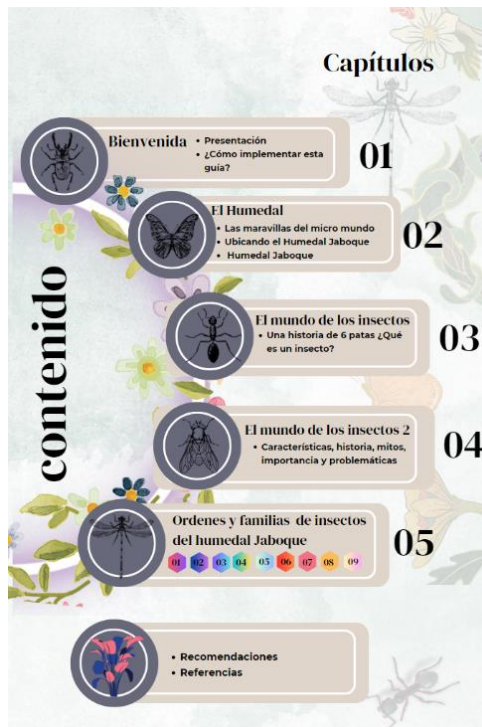 Capítulos
contenido
Bienvenida
• Presentación
• ¿Cómo implementar esta
guía?
01
El Humedal
• Las maravillas del micro mundo
• Ubicando el Humedal Jaboque
• Humedal Jaboque
02
El mundo de los insectos
• Una historia de 6 patas ¿Qué
es un insecto?
03
El mundo de los insectos 2
• Características, historia, mitos,
importancia y problemáticas
04
Ordenes y familias de insectos
del humedal Jaboque
01 02 03 04 05 06 07 08 09
05
• Recomendaciones
• Referencias